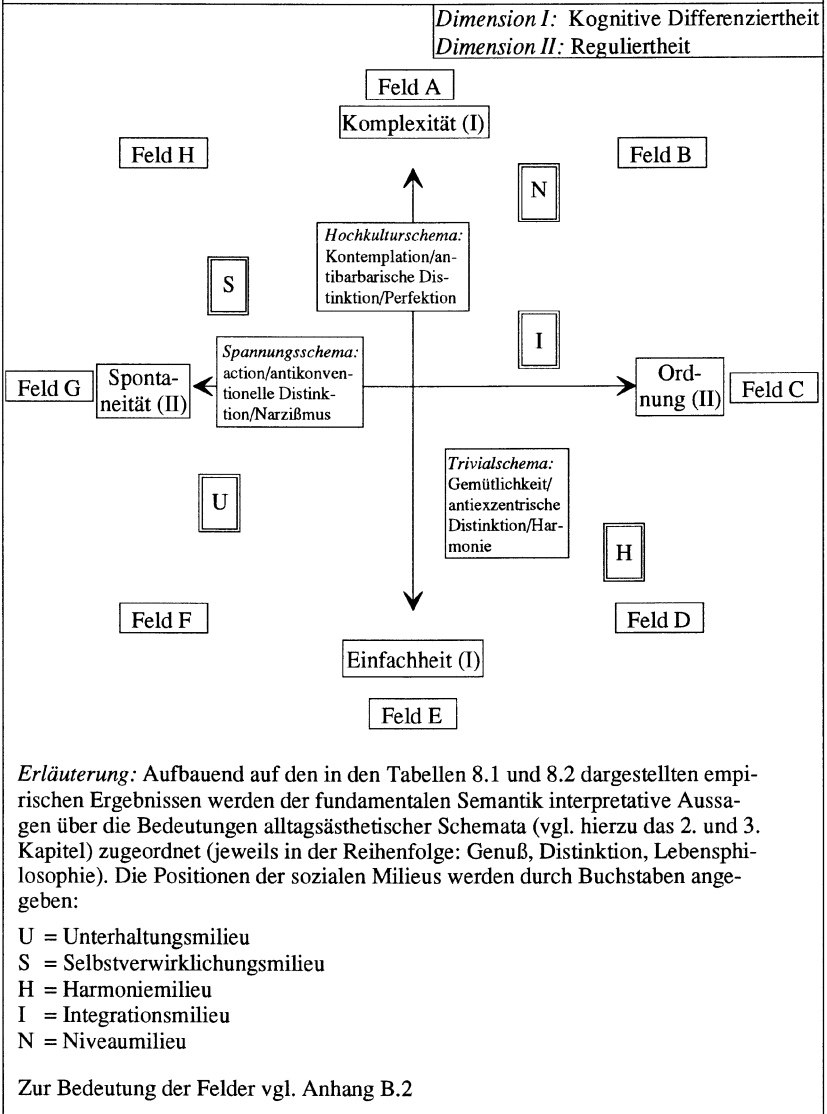 Dimension I: Kognitive Differenziertheit
Dimension II: Reguliertheit
Feld A
Komplexität (I)
Feld H
Feld B
N
Hochkulturschema:
Kontemplation/an-
tibarbarische Dis-
tinktion/Perfektion
S
I
Spannungsschema:
action/antikonven-
tionelle Distink-
tion/Narzißmus
Feld G
Sponta-
neität (II)
Ord-
nung (II)
Feld C
Trivialschema:
Gemütlichkeit/
antiexzentrische
Distinktion/Har-
monie
U
H
Feld F
Feld D
Einfachheit (I)
Feld E
Erläuterung: Aufbauend auf den in den Tabellen 8.1 und 8.2 dargestellten empi-
rischen Ergebnissen werden der fundamentalen Semantik interpretative Aussa-
gen über die Bedeutungen alltagsästhetischer Schemata (vgl. hierzu das 2. und 3.
Kapitel) zugeordnet (jeweils in der Reihenfolge: Genuß, Distinktion, Lebensphi-
losophie). Die Positionen der sozialen Milieus werden durch Buchstaben ange-
geben:
U = Unterhaltungsmilieu
S = Selbstverwirklichungsmilieu
H = Harmoniemilieu
I = Integrationsmilieu
N = Niveaumilieu
Zur Bedeutung der Felder vgl. Anhang B.2